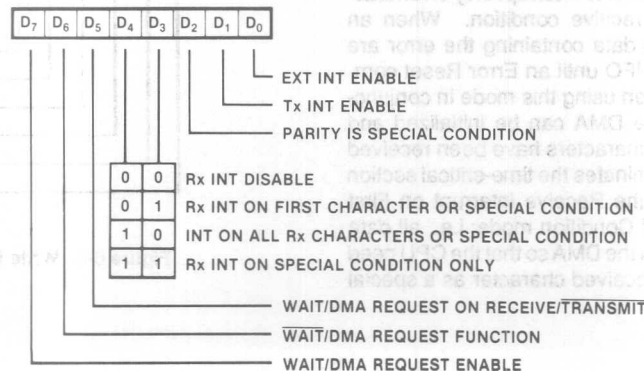 D7 D6 D5 D4 D3 D2 D1 D0
EXT INT ENABLE
Tx INT ENABLE
PARITY IS SPECIAL CONDITION
0 0 Rx INT DISABLE
0 1 Rx INT ON FIRST CHARACTER OR SPECIAL CONDITION
1 0 INT ON ALL Rx CHARACTERS OR SPECIAL CONDITION
1 1 Rx INT ON SPECIAL CONDITION ONLY
WAIT/DMA REQUEST ON RECEIVE/TRANSMIT
WAIT/DMA REQUEST FUNCTION
WAIT/DMA REQUEST ENABLE